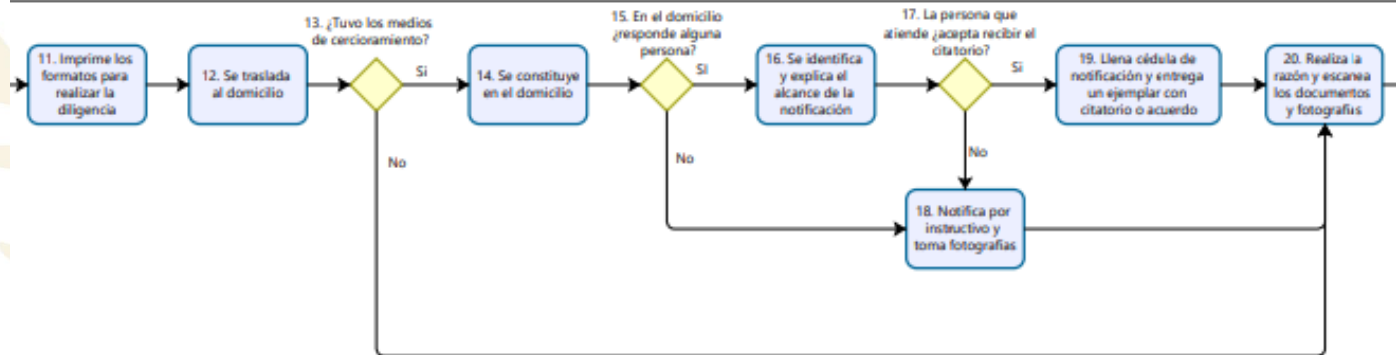 11. Imprime los
formatos para
realizar la
diligencia
12. Se traslada
al domicilio
13. ¿Tuvo los medios
de cercioramiento?
Si
No
14. Se constituye
en el domicilio
15. En el domicilio
¿responde alguna
persona?
SI
No
16. Se identifica
y explica el
alcance de la
notificación
17. La persona que
atiende ¿acepta recibir el
citatorio?
Si
No
18. Notifica por
instructivo y
toma fotografías
19. Llena cédula de
notificación y entrega
un ejemplar con
citatorio o acuerdo
20. Realiza la
razón y escanea
los documentos
y fotografías